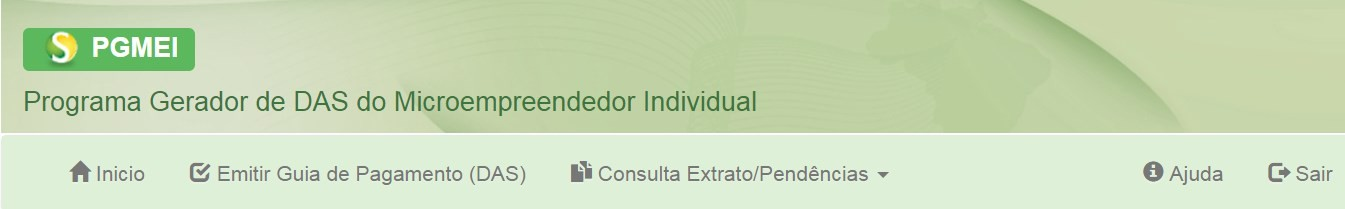 S PGMEI
Programa Gerador de DAS do Microempreendedor Individual
Inicio Emitir Guia de Pagamento (DAS) Consulta Extrato/Pendências Ajuda Sair